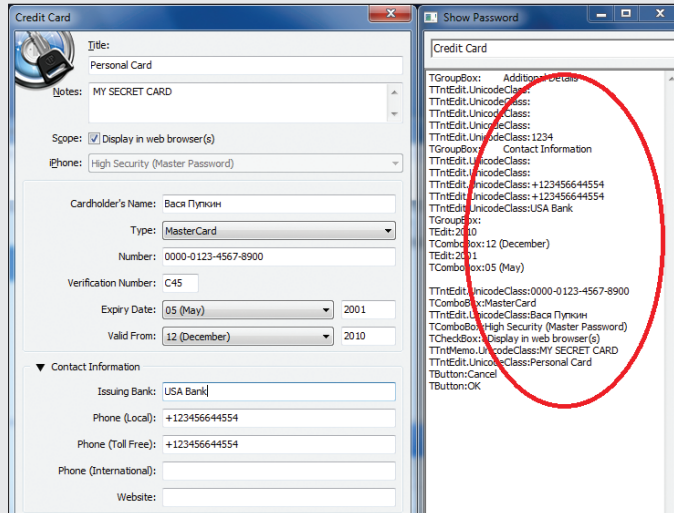 Credit Card
Title:
Personal Card
Notes: MY SECRET CARD
Scope: Display in web browser(s)
iPhone: High Security (Master Password)
Cardholder's Name: Вася Пупкин
Type: MasterCard
Number: 0000-0123-4567-8900
Verification Number: C45
Expiry Date: 05 (May) 2001
Valid From: 12 (December) 2010
Contact Information
Issuing Bank: USA Bank
Phone (Local): +123456644554
Phone (Toll Free): +123456644554
Phone (International):
Website:
Show Password
Credit Card
TGroupBox: Additional Details
TTntEdit.UnicodeClass:
TTntEdit.UnicodeClass:
TTntEdit.UnicodeClass:
TTntEdit.UnicodeClass:
TTntEdit.UnicodeClass:1234
TGroupBox: Contact Information
TTntEdit.UnicodeClass:
TTntEdit.UnicodeClass:
TTntEdit.UnicodeClass:+123456644554
TTntEdit.UnicodeClass:+123456644554
TTntEdit.UnicodeClass:USA Bank
TGroupBox:
TEdit:2010
TComboBox:12 (December)
TEdit:2001
TComboBox:05 (May)
TTntEdit.UnicodeClass:0000-0123-4567-8900
TComboBox:MasterCard
TTntEdit.UnicodeClass:Вася Пупкин
TComboBox:High Security (Master Password)
TCheckBox:Display in web browser(s)
TTntMemo.UnicodeClass:MY SECRET CARD
TTntEdit.UnicodeClass:Personal Card
TButton:Cancel
TButton:OK